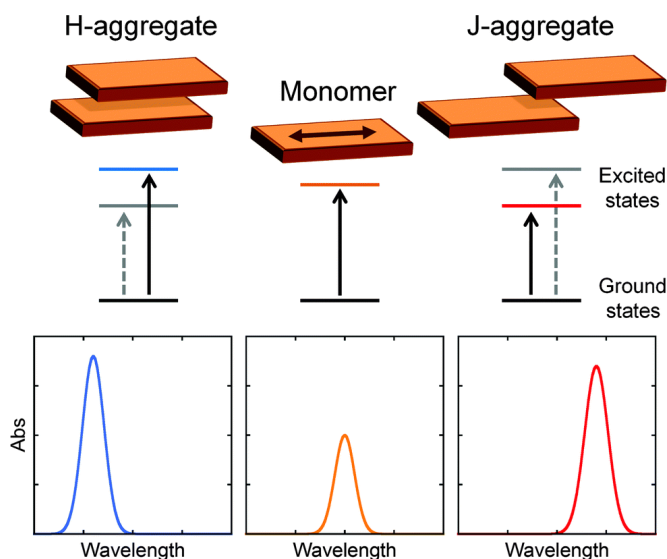 H-aggregate
Monomer
J-aggregate
Excited
states
Ground
states
Abs
Wavelength
Wavelength
Wavelength